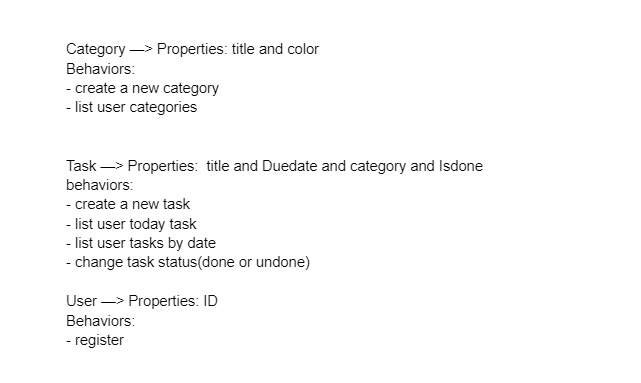 Category —> Properties: title and color
Behaviors:
- create a new category
- list user categories
Task —> Properties:  title and Duedate and category and Isdone
behaviors:
- create a new task
- list user today task
- list user tasks by date
- change task status(done or undone)
User —> Properties: ID
Behaviors:
- register